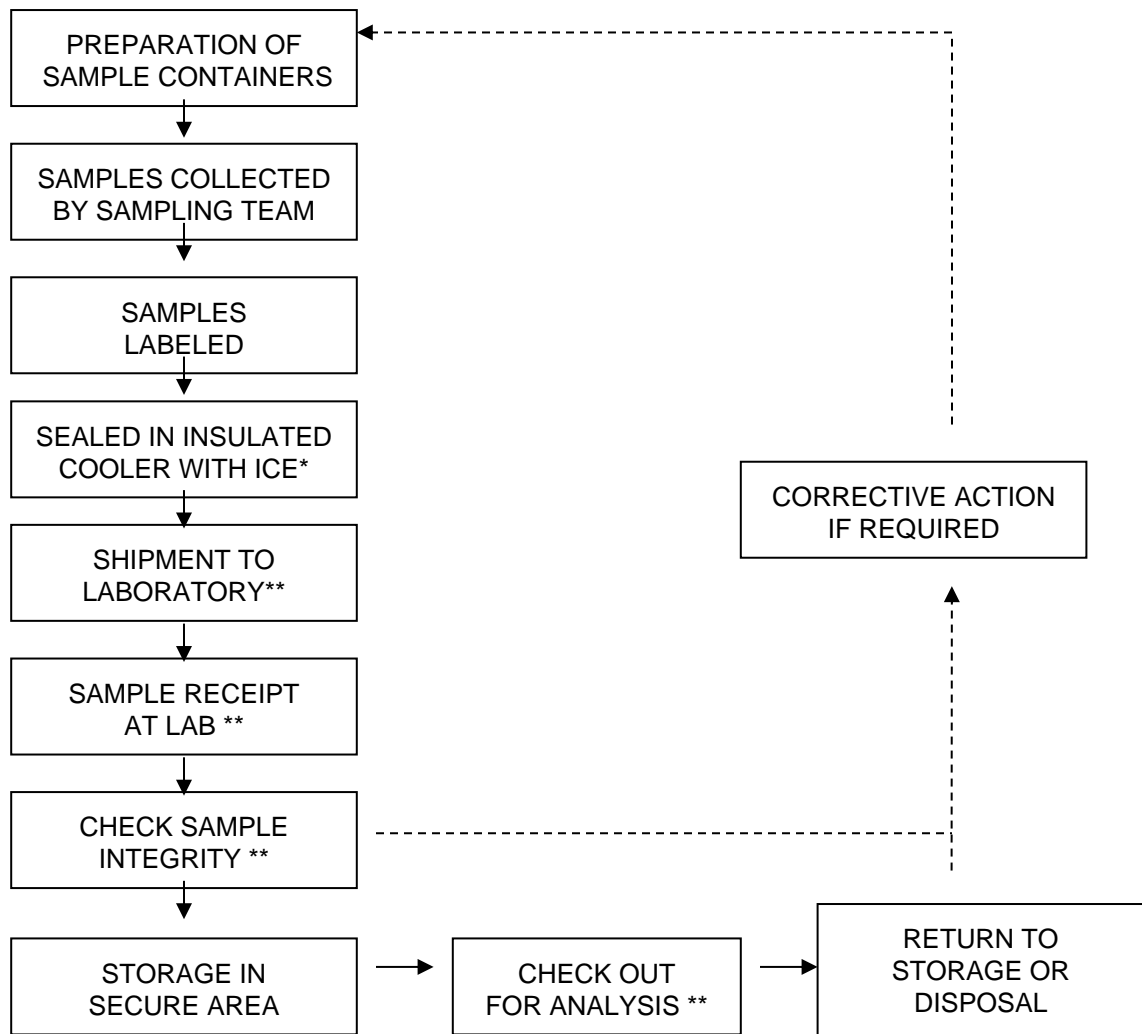 PREPARATION OF
SAMPLE CONTAINERS
SAMPLES COLLECTED
BY SAMPLING TEAM
SAMPLES
LABELED
SEALED IN INSULATED
COOLER WITH ICE*
SHIPMENT TO
LABORATORY**
SAMPLE RECEIPT
AT LAB **
CHECK SAMPLE
INTEGRITY **
STORAGE IN
SECURE AREA
CHECK OUT
FOR ANALYSIS **
RETURN TO
STORAGE OR
DISPOSAL
CORRECTIVE ACTION
IF REQUIRED